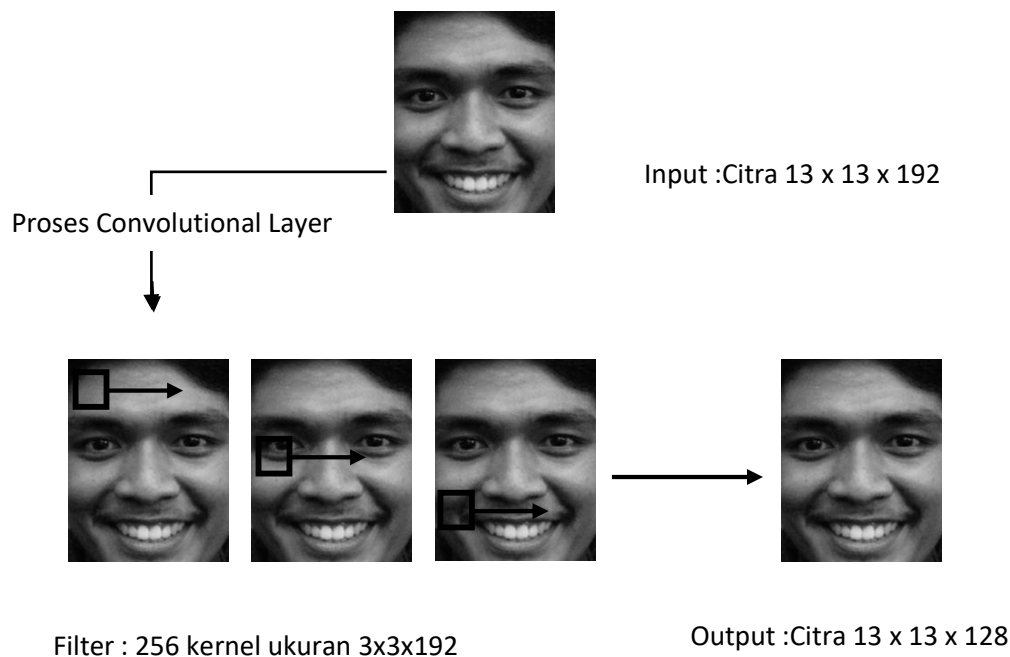 Input :Citra 13 x 13 x 192
Proses Convolutional Layer
Filter : 256 kernel ukuran 3x3x192
Output :Citra 13 x 13 x 128